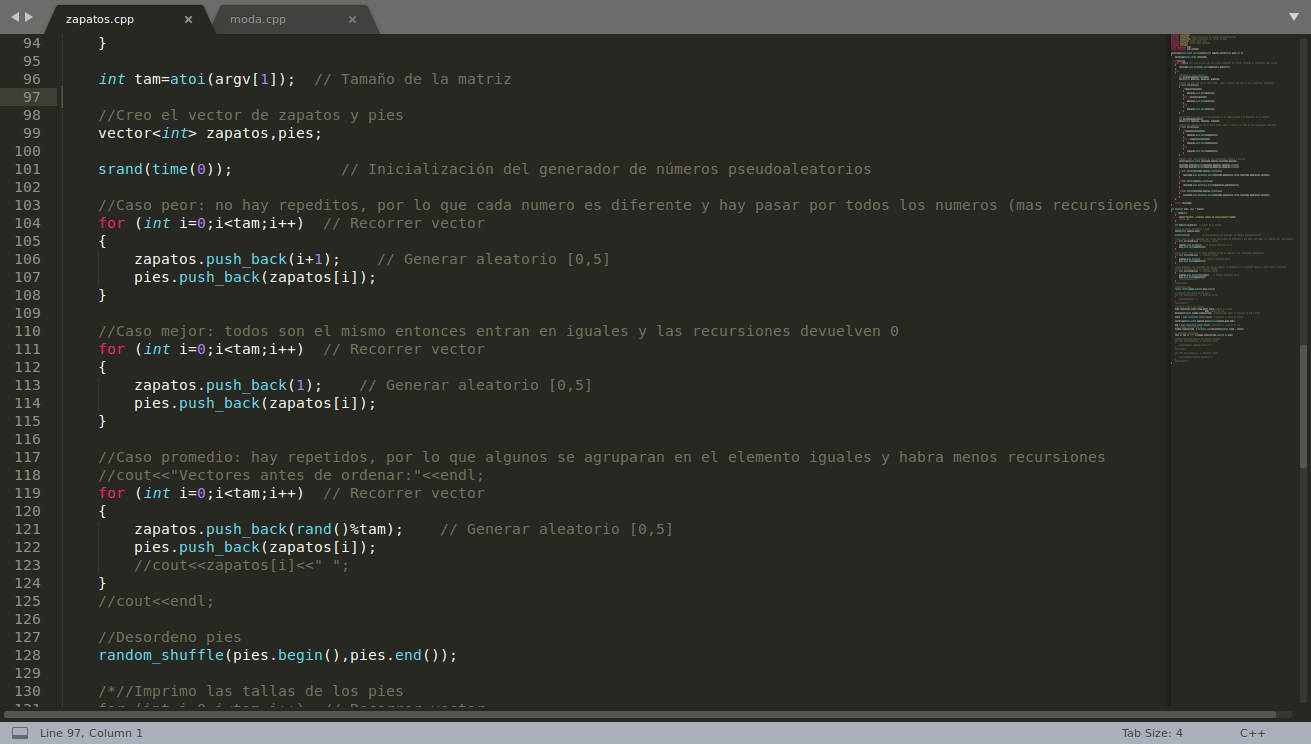 zapatos.cpp × moda.cpp ×
94 }
95
96 int tam=atoi(argv[1]);  // Tamaño de la matriz
97
98 //Creo el vector de zapatos y pies
99 vector<int> zapatos,pies;
100
101 srand(time(0));            // Inicialización del generador de números pseudoaleatorios
102
103 //Caso peor: no hay repeditos, por lo que cada numero es diferente y hay pasar por todos los numeros (mas recursiones)
104 for (int i=0;i<tam;i++)  // Recorrer vector
105 {
106     zapatos.push_back(i+1);    // Generar aleatorio [0,5]
107     pies.push_back(zapatos[i]);
108 }
109
110 //Caso mejor: todos son el mismo entonces entran en iguales y las recursiones devuelven 0
111 for (int i=0;i<tam;i++)  // Recorrer vector
112 {
113     zapatos.push_back(1);    // Generar aletorio [0,5]
114     pies.push_back(zapatos[i]);
115 }
116
117 //Caso promedio: hay repetidos, por lo que algunos se agruparan en el elemento iguales y habra menos recursiones
118 //cout<<"Vectores antes de ordenar:"<<endl;
119 for (int i=0;i<tam;i++)  // Recorrer vector
120 {
121     zapatos.push_back(rand()%tam);    // Generar aleatorio [0,5]
122     pies.push_back(zapatos[i]);
123     //cout<<zapatos[i]<<" ";
124 }
125 //cout<<endl;
126
127 //Desordeno pies
128 random_shuffle(pies.begin(),pies.end());
129
130 /*//Imprimo las tallas de los pies
131 for (int i=0;i<tam;i++)  // Recorrer vector
Line 97, Column 1 Tab Size: 4 C++